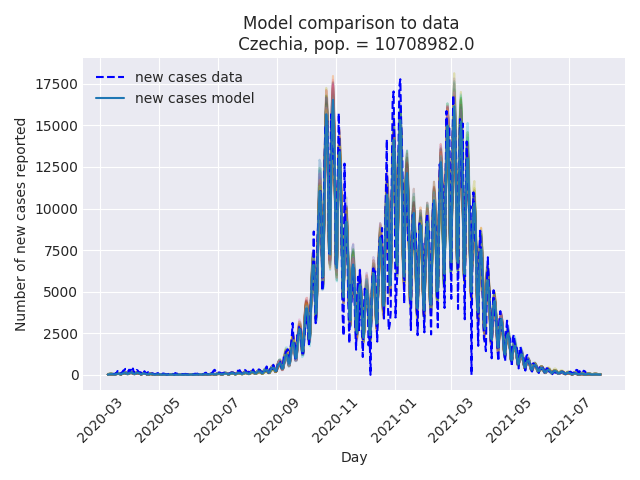 Model comparison to data
Czechia, pop. = 10708982.0
new cases data
new cases model
Number of new cases reported
17500
15000
12500
10000
7500
5000
2500
0
2020-03
2020-05
2020-07
2020-09
2020-11
2021-01
2021-03
2021-05
2021-07
Day